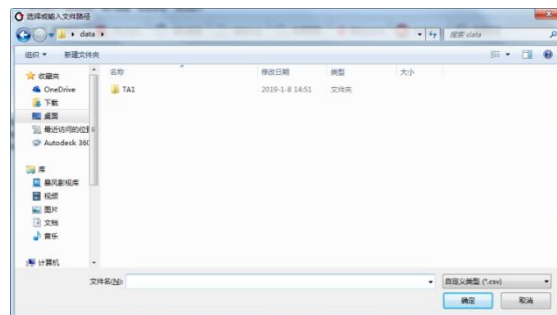 选择或输入文件路径
data
搜索 data
组织 新建文件夹
名称 修改日期 类型 大小
TA1 2019-1-8 14:51 文件夹
收藏夹
OneDrive
下载
桌面
最近访问的位置
Autodesk 360
库
暴风影视库
视频
图片
文档
音乐
计算机
文件名(N): 自定义类型 (*.csv)
确定 取消